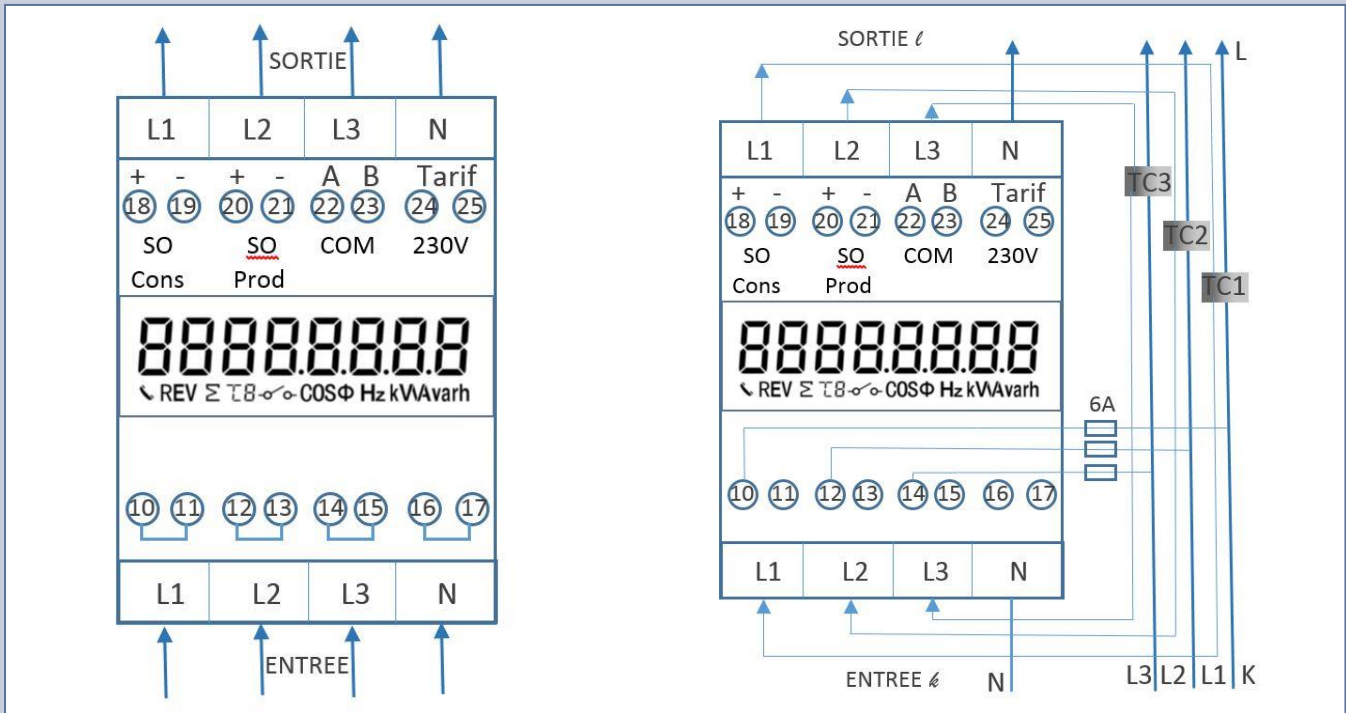 SORTIE
L1 L2 L3 N
+ - + - A B Tarif
18 19 20 21 22 23 24 25
SO SO COM 230V
Cons Prod
88888.8.8.8
REV Σ T8 COSΦ Hz kWAvarh
10 11 12 13 14 15 16 17
L1 L2 L3 N
ENTREE
SORTIE ℓ
L
L1 L2 L3 N
TC3
+ - + - A B Tarif
18 19 20 21 22 23 24 25
TC2
SO SO COM 230V
Cons Prod
TC1
88888.8.8.8
REV Σ T8 COSΦ Hz kWAvarh
6A
10 11 12 13 14 15 16 17
L1 L2 L3 N
ENTREE k N L3 L2 L1 K